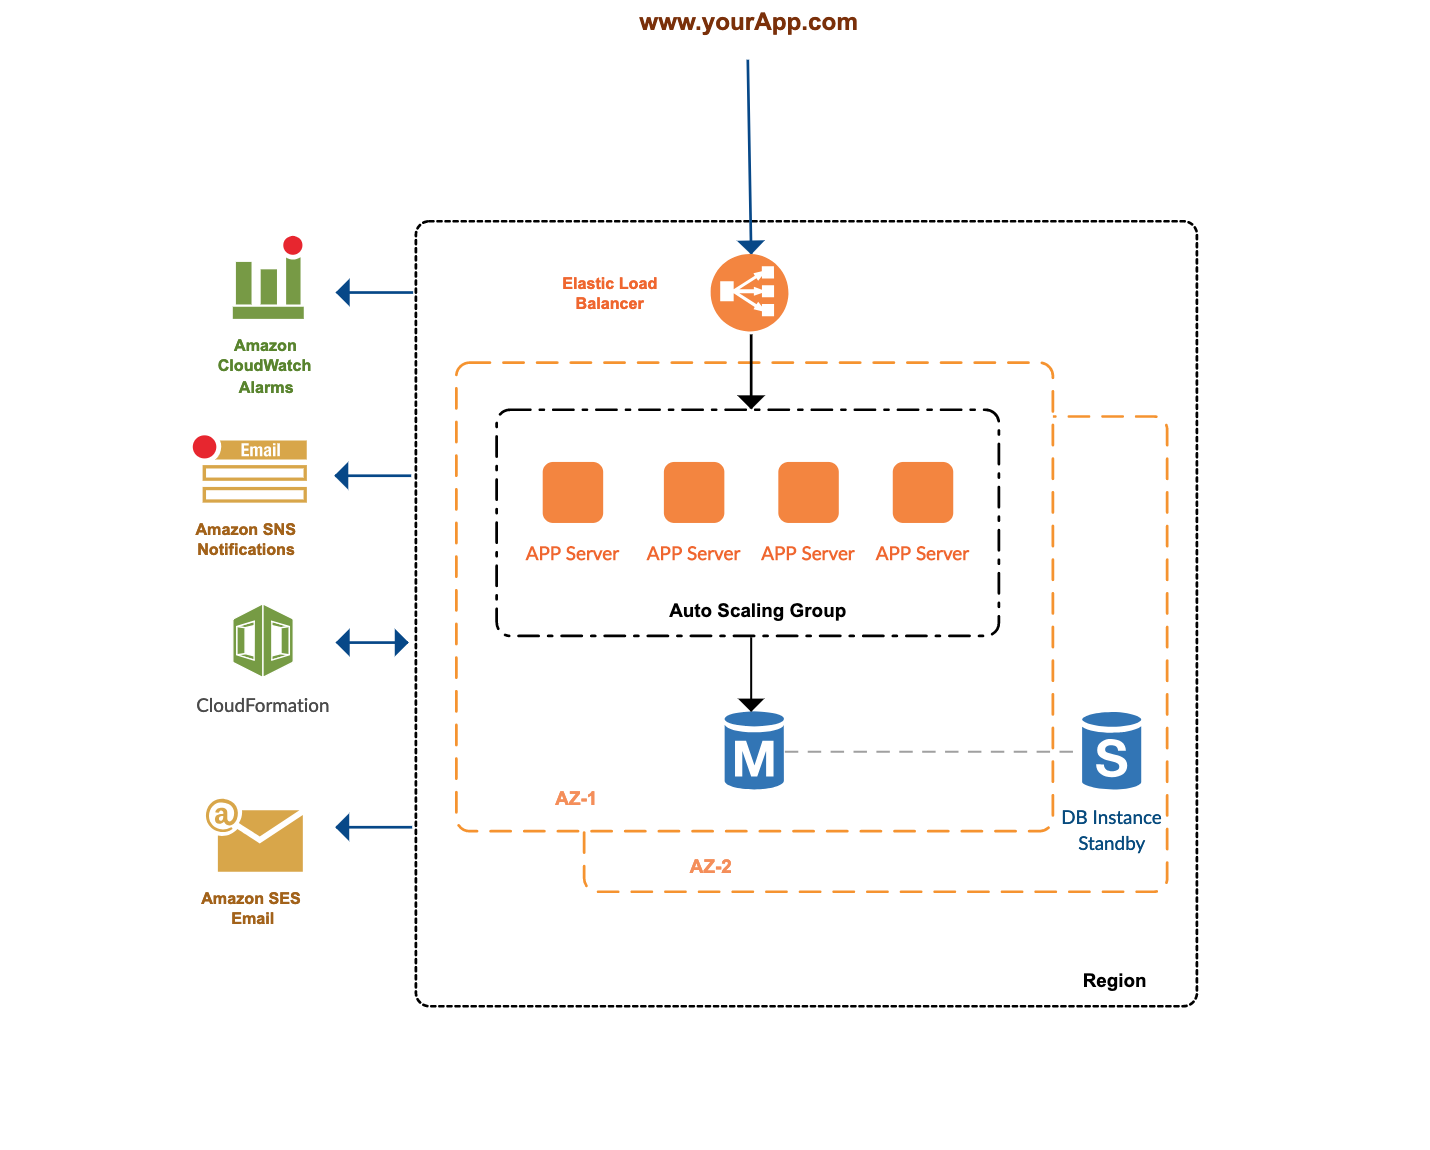 www.yourApp.com
Elastic Load
Balancer
Amazon
CloudWatch
Alarms
Email
Amazon SNS
Notifications
APP Server
APP Server
APP Server
APP Server
Auto Scaling Group
CloudFormation
M
S
AZ-1
DB Instance
Standby
AZ-2
@
Amazon SES
Email
Region